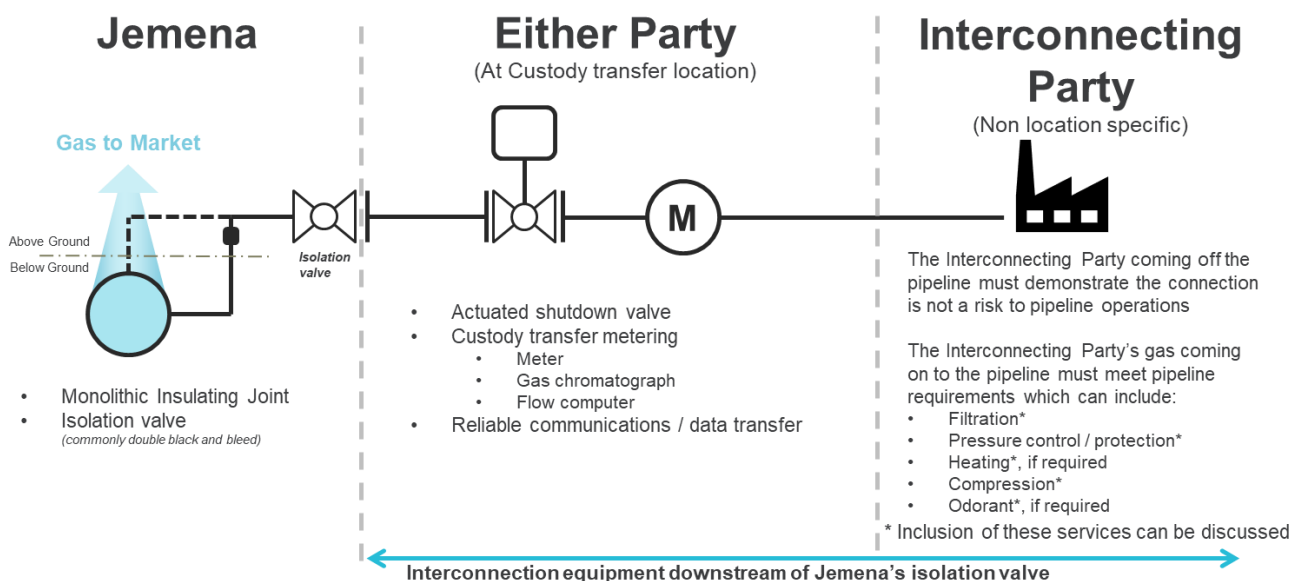 Jemena
Gas to Market
Above Ground
Below Ground
Isolation
valve
• Monolithic Insulating Joint
• Isolation valve
(commonly double black and bleed)
Either Party
(At Custody transfer location)
M
• Actuated shutdown valve
• Custody transfer metering
• Meter
• Gas chromatograph
• Flow computer
• Reliable communications / data transfer
Interconnecting
Party
(Non location specific)
The Interconnecting Party coming off the
pipeline must demonstrate the connection
is not a risk to pipeline operations
The Interconnecting Party's gas coming
on to the pipeline must meet pipeline
requirements which can include:
• Filtration*
• Pressure control / protection*
• Heating*, if required
• Compression*
• Odorant*, if required
* Inclusion of these services can be discussed
Interconnection equipment downstream of Jemena's isolation valve